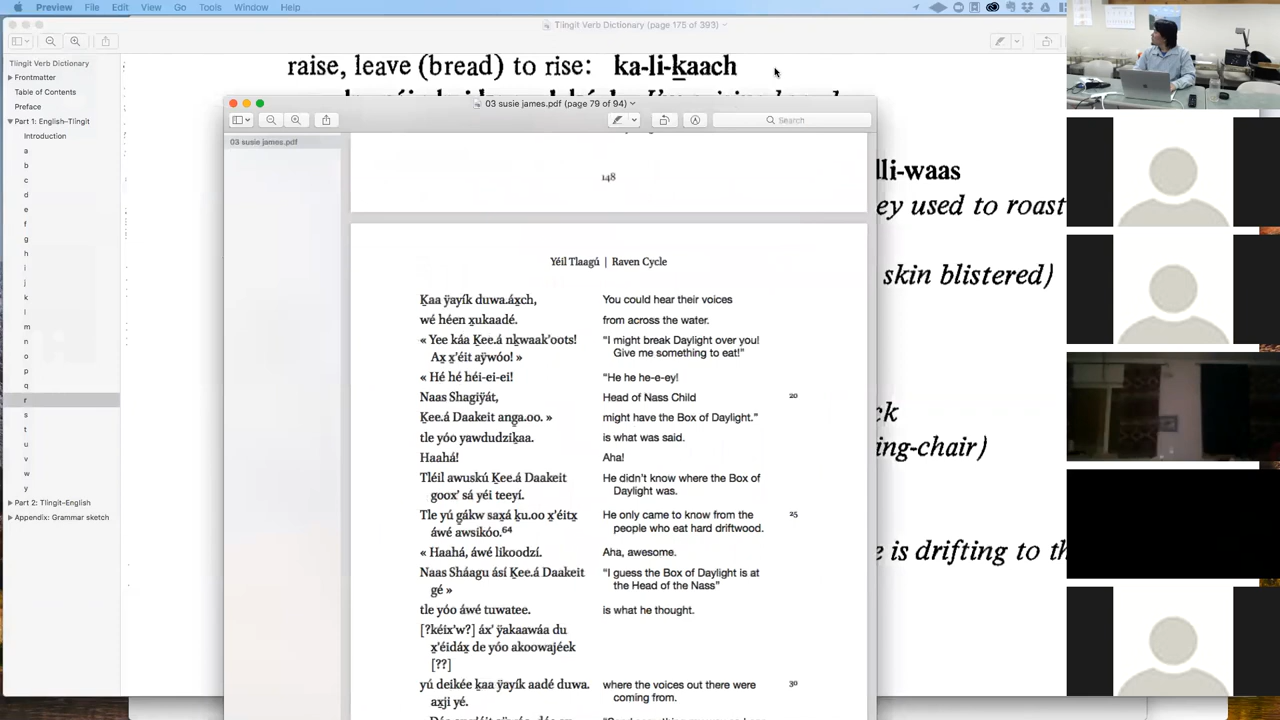 Preview File Edit View Go Tools Window Help
Tlingit Verb Dictionary (page 175 of 393)
Tlingit Verb Dictionary
Frontmatter
Table of Contents
Preface
Part 1: English–Tlingit
Introduction
a
b
c
d
e
f
g
h
i
j
k
l
m
n
o
p
q
r
s
t
u
v
w
y
Part 2: Tlingit–English
Appendix: Grammar sketch
raise, leave (bread) to rise: ka-li-ḵaach
lli-waas
ey used to roast
skin blistered)
ck
ing-chair)
e is drifting to th
03 susie james.pdf (page 79 of 94)
Search
03 susie james.pdf
148
Yéil Tlaagú | Raven Cycle
Ḵaa ÿayík duwa.áx̱ch, You could hear their voices
wé héen x̱ukaadé. from across the water.
« Yee káa Ḵee.á nḵwaak'oots! "I might break Daylight over you!
Ax̱ x̱'éit aÿwóo! » Give me something to eat!"
« Hé hé héi-ei-ei! "He he he-e-ey!
Naas Shagiÿát, Head of Nass Child 20
Ḵee.á Daakeit anga.oo. » might have the Box of Daylight."
tle yóo yawdudziḵaa. is what was said.
Haahá! Aha!
Tléil awuskú Ḵee.á Daakeit He didn't know where the Box of
goox' sá yéi teeyí. Daylight was.
Tle yú g̱ákw sax̱á ḵu.oo x̱'éitx̱ He only came to know from the 25
áwé awsikóo.⁶⁴ people who eat hard driftwood.
« Haahá, áwé likoodzí. Aha, awesome.
Naas Sháagu ásí Ḵee.á Daakeit "I guess the Box of Daylight is at
gé » the Head of the Nass"
tle yóo áwé tuwatee. is what he thought.
[?kéix'w?] áx' ÿakaawáa du
x̱'éidáx̱ de yóo akoowajéek
[??]
yú deikée ḵaa ÿayík aadé duwa. where the voices out there were 30
ax̱ji yé. coming from.